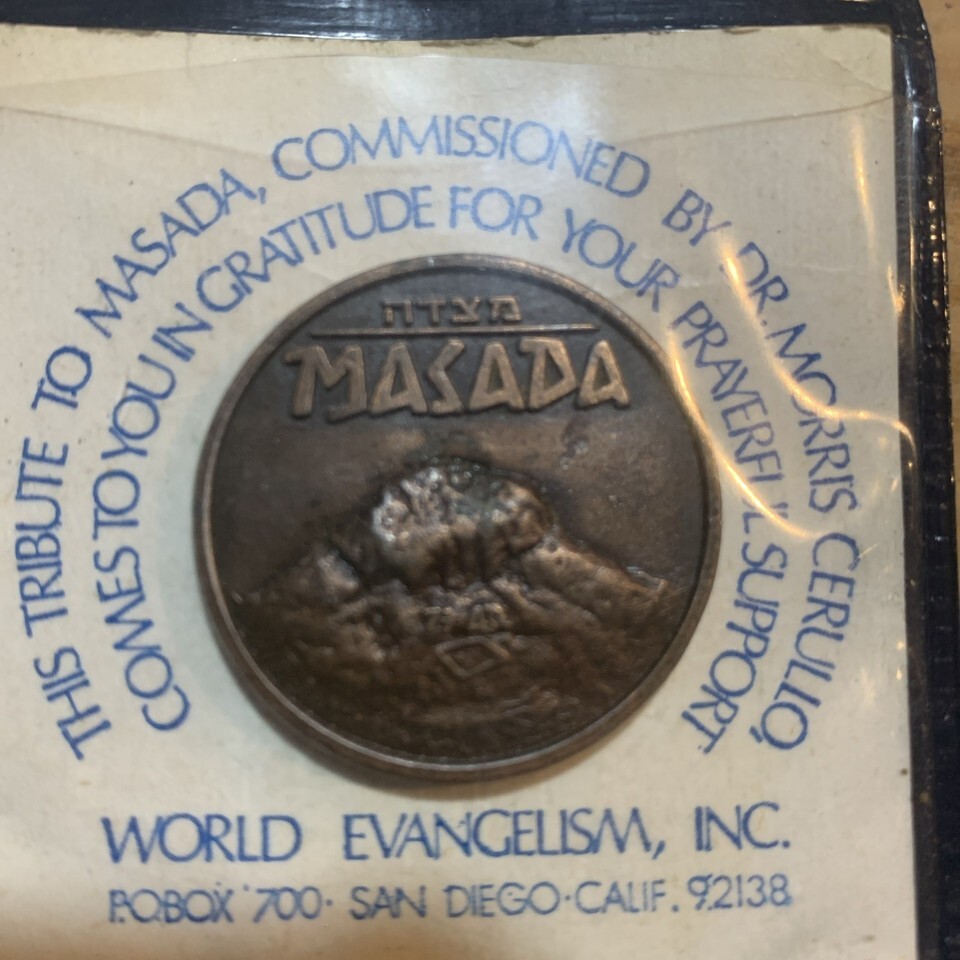 THIS TRIBUTE TO MASADA, COMMISSIONED BY DR. MORRIS CERULLO,
COMES TO YOU IN GRATITUDE FOR YOUR PRAYERFUL SUPPORT
מצדה
MASADA
WORLD EVANGELISM, INC.
P.O.BOX 700· SAN DIEGO·CALIF. 92138